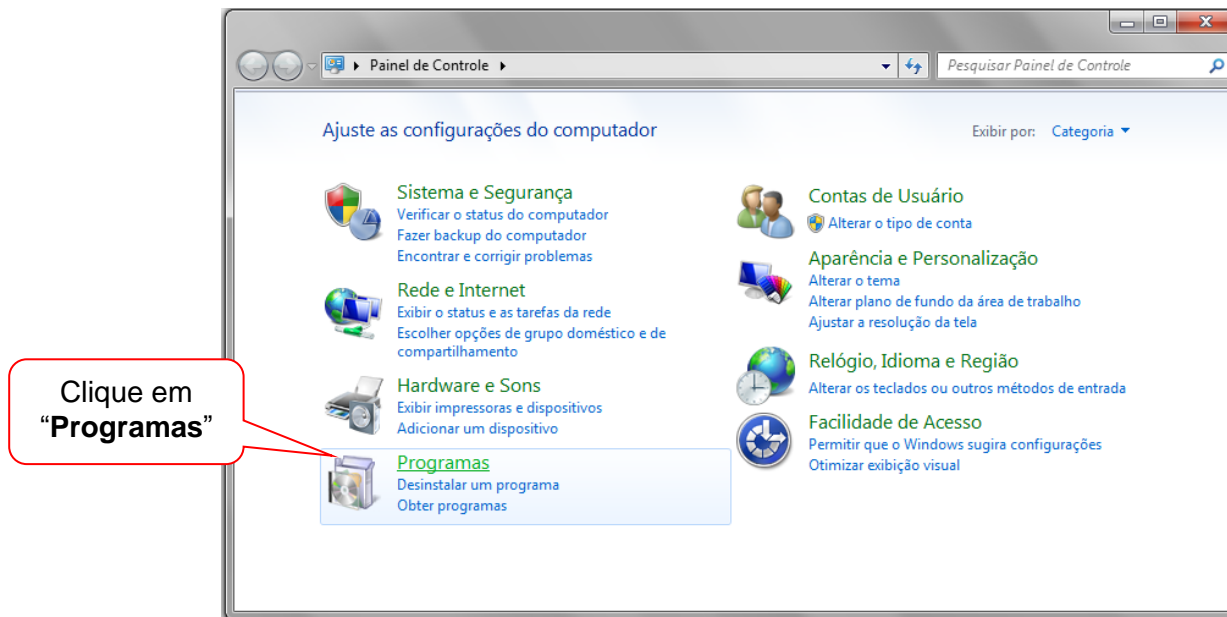 Painel de Controle
Pesquisar Painel de Controle
Ajuste as configurações do computador
Exibir por: Categoria
Sistema e Segurança
Verificar o status do computador
Fazer backup do computador
Encontrar e corrigir problemas
Rede e Internet
Exibir o status e as tarefas da rede
Escolher opções de grupo doméstico e de
compartilhamento
Hardware e Sons
Exibir impressoras e dispositivos
Adicionar um dispositivo
Programas
Desinstalar um programa
Obter programas
Contas de Usuário
Alterar o tipo de conta
Aparência e Personalização
Alterar o tema
Alterar plano de fundo da área de trabalho
Ajustar a resolução da tela
Relógio, Idioma e Região
Alterar os teclados ou outros métodos de entrada
Facilidade de Acesso
Permitir que o Windows sugira configurações
Otimizar exibição visual
Clique em
“Programas”